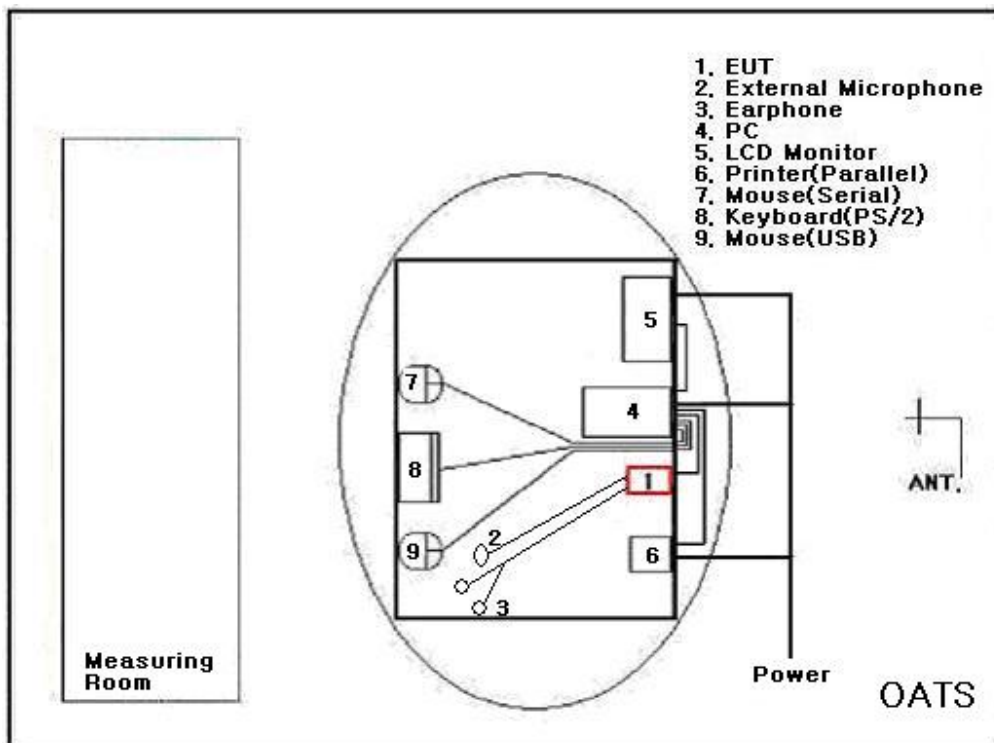 1, EUT
2, External Microphone
3, Earphone
4, PC
5, LCD Monitor
6, Printer(Parallel)
7, Mouse(Serial)
8, Keyboard(PS/2)
9, Mouse(USB)
5
7
4
8
1
ANT.
2
9
6
3
Measuring
Room
Power
OATS